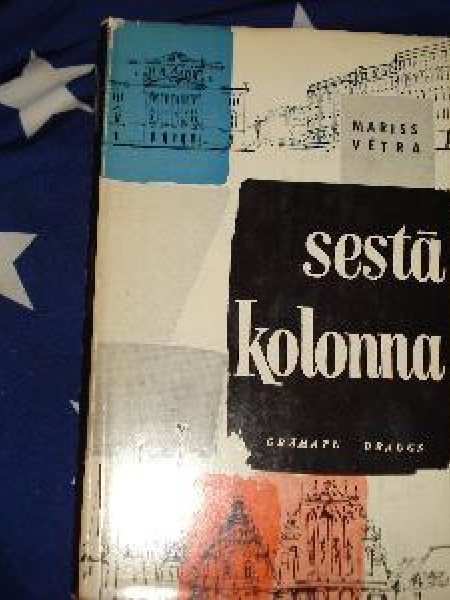 MARISS
VĒTRA
sestā
kolonna
GRĀMATU DRAUGS